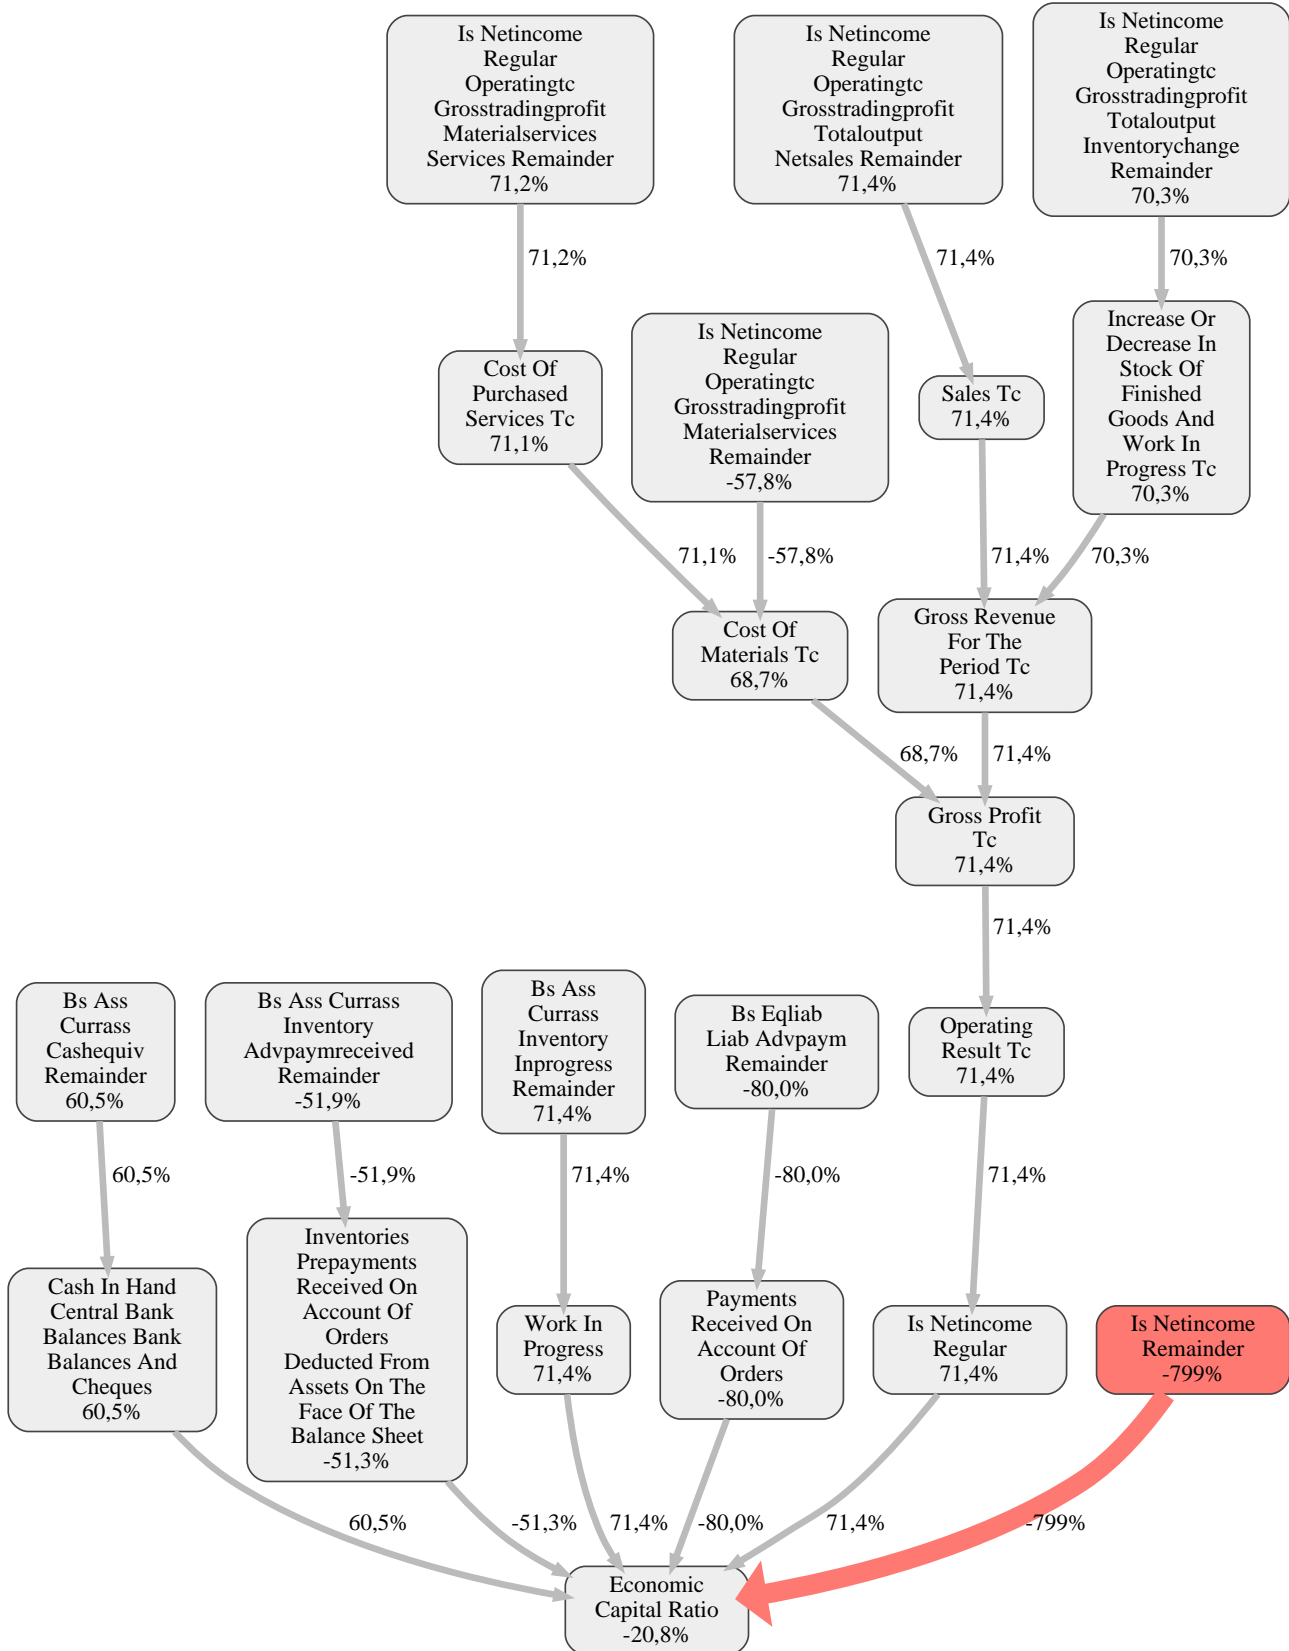 Is Netincome
Regular
Operatingtc
Grosstradingprofit
Materialservices
Services Remainder
71,2%
Is Netincome
Regular
Operatingtc
Grosstradingprofit
Totaloutput
Netsales Remainder
71,4%
Is Netincome
Regular
Operatingtc
Grosstradingprofit
Totaloutput
Inventorychange
Remainder
70,3%
71,2%
71,4%
70,3%
Cost Of
Purchased
Services Tc
71,1%
Is Netincome
Regular
Operatingtc
Grosstradingprofit
Materialservices
Remainder
-57,8%
Sales Tc
71,4%
Increase Or
Decrease In
Stock Of
Finished
Goods And
Work In
Progress Tc
70,3%
71,1%
-57,8%
71,4%
70,3%
Cost Of
Materials Tc
68,7%
Gross Revenue
For The
Period Tc
71,4%
68,7%
71,4%
Gross Profit
Tc
71,4%
71,4%
Bs Ass
Currass
Cashequiv
Remainder
60,5%
Bs Ass Currass
Inventory
Advpaymreceived
Remainder
-51,9%
Bs Ass
Currass
Inventory
Inprogress
Remainder
71,4%
Bs Eqliab
Liab Advpaym
Remainder
-80,0%
Operating
Result Tc
71,4%
60,5%
-51,9%
71,4%
-80,0%
71,4%
Cash In Hand
Central Bank
Balances Bank
Balances And
Cheques
60,5%
Inventories
Prepayments
Received On
Account Of
Orders
Deducted From
Assets On The
Face Of The
Balance Sheet
-51,3%
Work In
Progress
71,4%
Payments
Received On
Account Of
Orders
-80,0%
Is Netincome
Regular
71,4%
Is Netincome
Remainder
-799%
60,5%
-51,3%
71,4%
-80,0%
71,4%
-799%
Economic
Capital Ratio
-20,8%